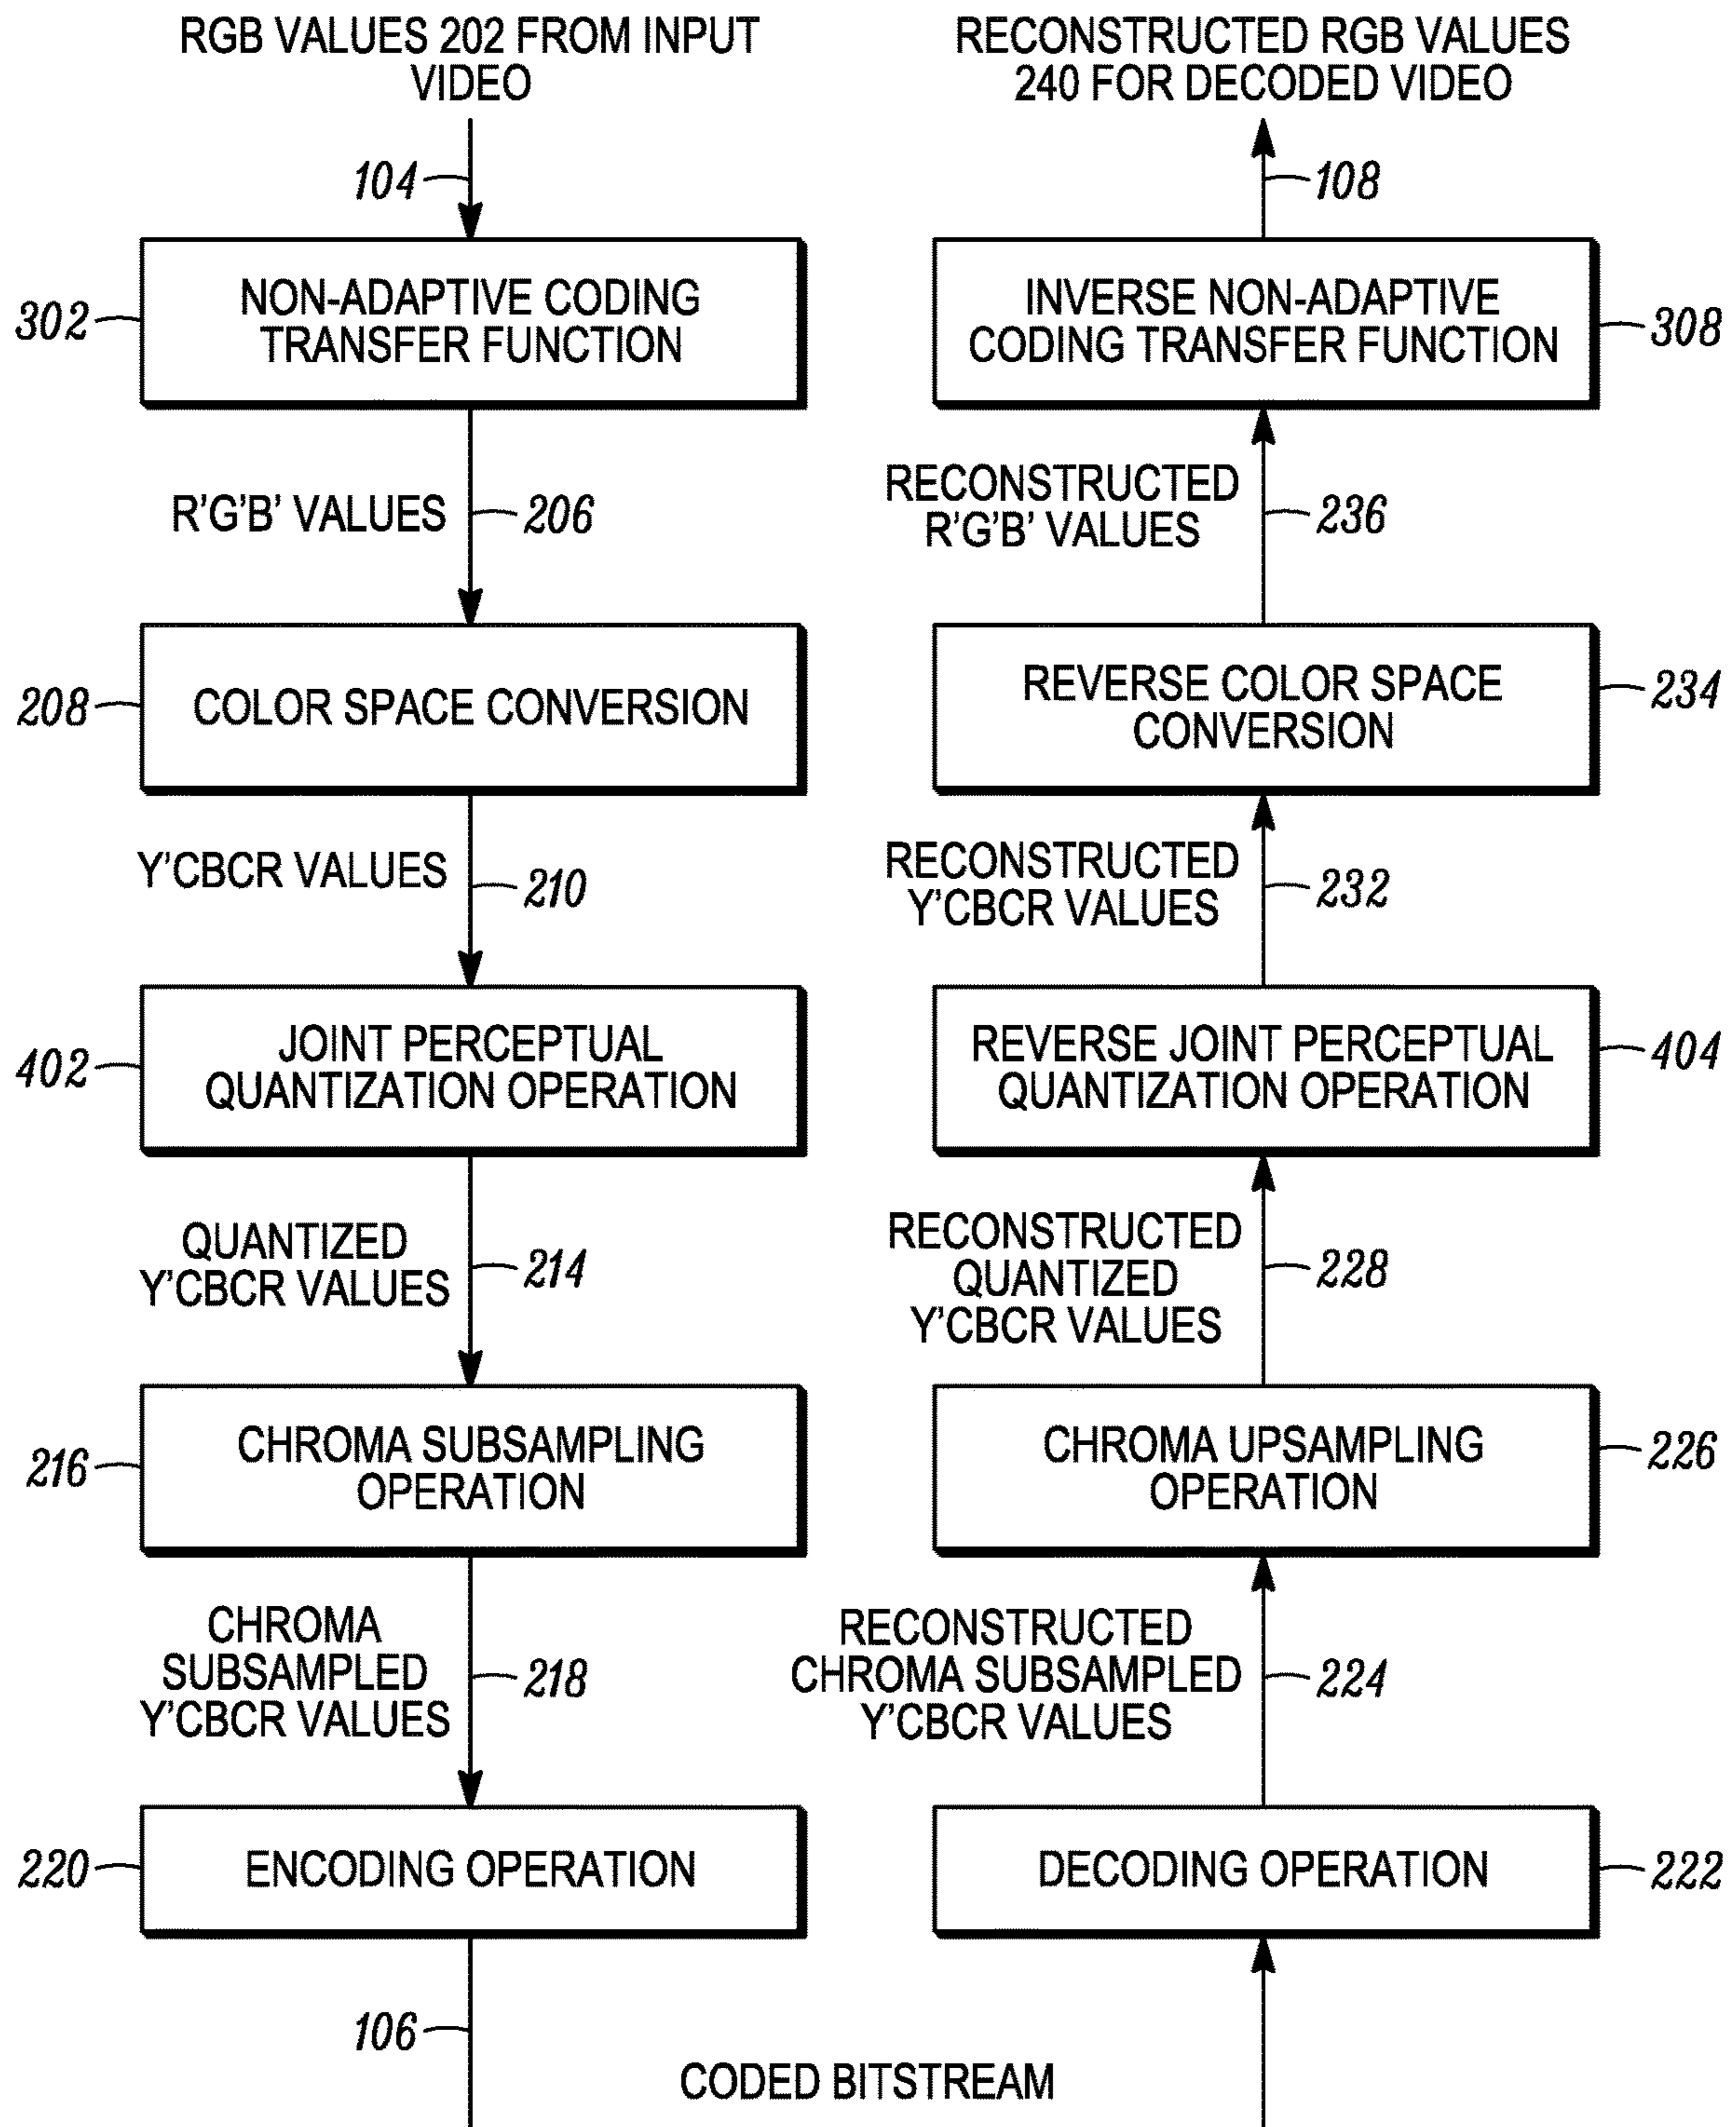 RGB VALUES 202 FROM INPUT
VIDEO
104
302
NON-ADAPTIVE CODING
TRANSFER FUNCTION
R'G'B' VALUES
206
208
COLOR SPACE CONVERSION
Y'CBCR VALUES
210
402
JOINT PERCEPTUAL
QUANTIZATION OPERATION
QUANTIZED
Y'CBCR VALUES
214
216
CHROMA SUBSAMPLING
OPERATION
CHROMA
SUBSAMPLED
Y'CBCR VALUES
218
220
ENCODING OPERATION
106
CODED BITSTREAM
RECONSTRUCTED RGB VALUES
240 FOR DECODED VIDEO
108
INVERSE NON-ADAPTIVE
CODING TRANSFER FUNCTION
308
RECONSTRUCTED
R'G'B' VALUES
236
REVERSE COLOR SPACE
CONVERSION
234
RECONSTRUCTED
Y'CBCR VALUES
232
REVERSE JOINT PERCEPTUAL
QUANTIZATION OPERATION
404
RECONSTRUCTED
QUANTIZED
Y'CBCR VALUES
228
CHROMA UPSAMPLING
OPERATION
226
RECONSTRUCTED
CHROMA SUBSAMPLED
Y'CBCR VALUES
224
DECODING OPERATION
222